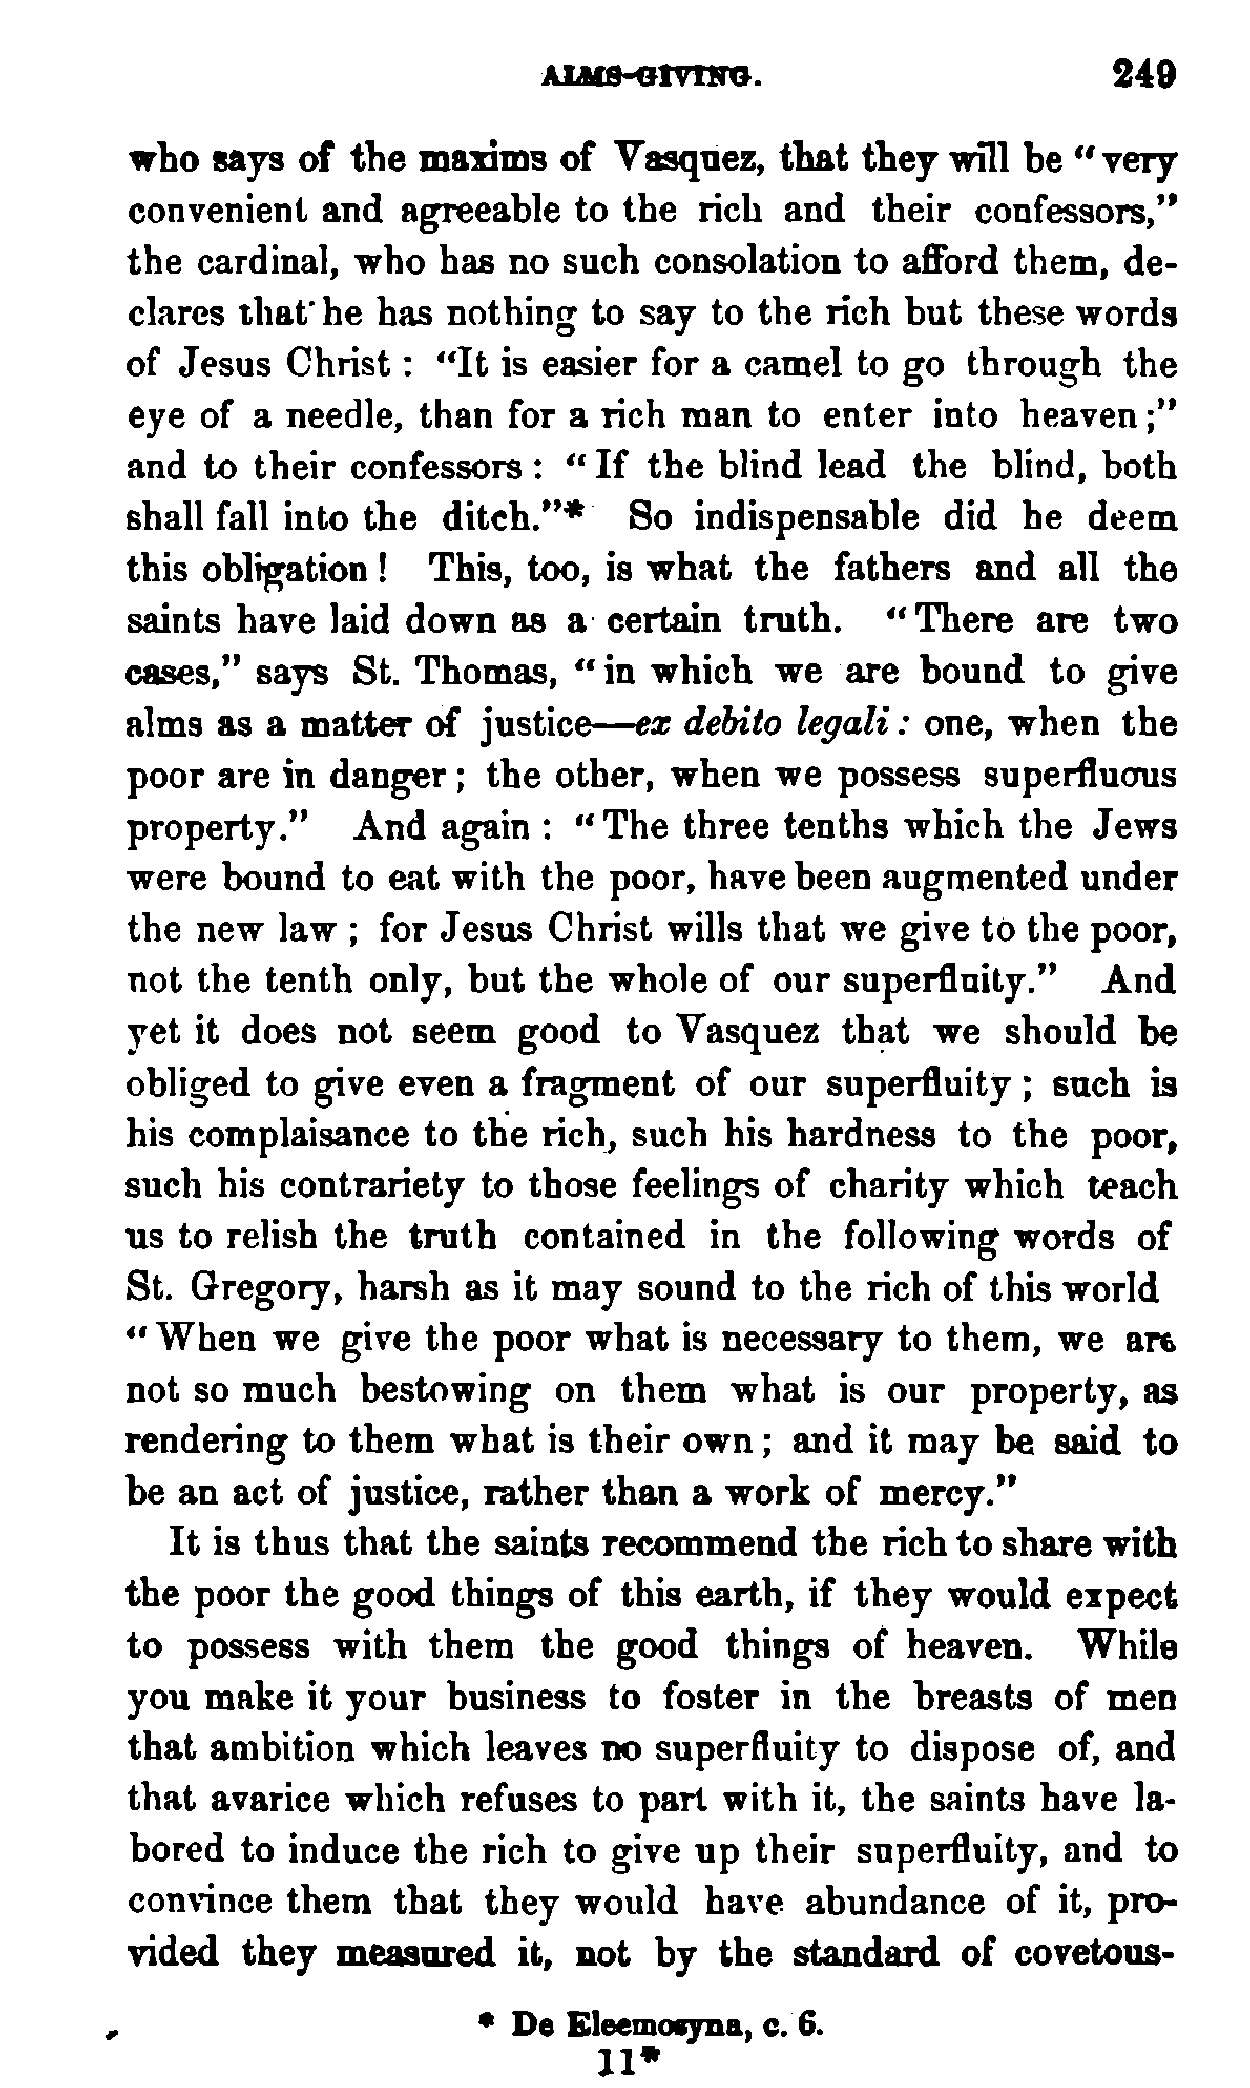 ALMS-GIVING. 249
who says of the maxims of Vasquez, that they will be "very
convenient and agreeable to the rich and their confessors,"
the cardinal, who has no such consolation to afford them, de-
clares that he has nothing to say to the rich but these words
of Jesus Christ : "It is easier for a camel to go through the
eye of a needle, than for a rich man to enter into heaven ;"
and to their confessors : "If the blind lead the blind, both
shall fall into the ditch."* So indispensable did he deem
this obligation ! This, too, is what the fathers and all the
saints have laid down as a certain truth. "There are two
cases," says St. Thomas, "in which we are bound to give
alms as a matter of justice—ex debito legali : one, when the
poor are in danger ; the other, when we possess superfluous
property." And again : "The three tenths which the Jews
were bound to eat with the poor, have been augmented under
the new law ; for Jesus Christ wills that we give to the poor,
not the tenth only, but the whole of our superfluity." And
yet it does not seem good to Vasquez that we should be
obliged to give even a fragment of our superfluity ; such is
his complaisance to the rich, such his hardness to the poor,
such his contrariety to those feelings of charity which teach
us to relish the truth contained in the following words of
St. Gregory, harsh as it may sound to the rich of this world
"When we give the poor what is necessary to them, we are
not so much bestowing on them what is our property, as
rendering to them what is their own ; and it may be said to
be an act of justice, rather than a work of mercy."
It is thus that the saints recommend the rich to share with
the poor the good things of this earth, if they would expect
to possess with them the good things of heaven. While
you make it your business to foster in the breasts of men
that ambition which leaves no superfluity to dispose of, and
that avarice which refuses to part with it, the saints have la-
bored to induce the rich to give up their superfluity, and to
convince them that they would have abundance of it, pro-
vided they measured it, not by the standard of covetous-
* De Eleemosyna, c. 6.
11*